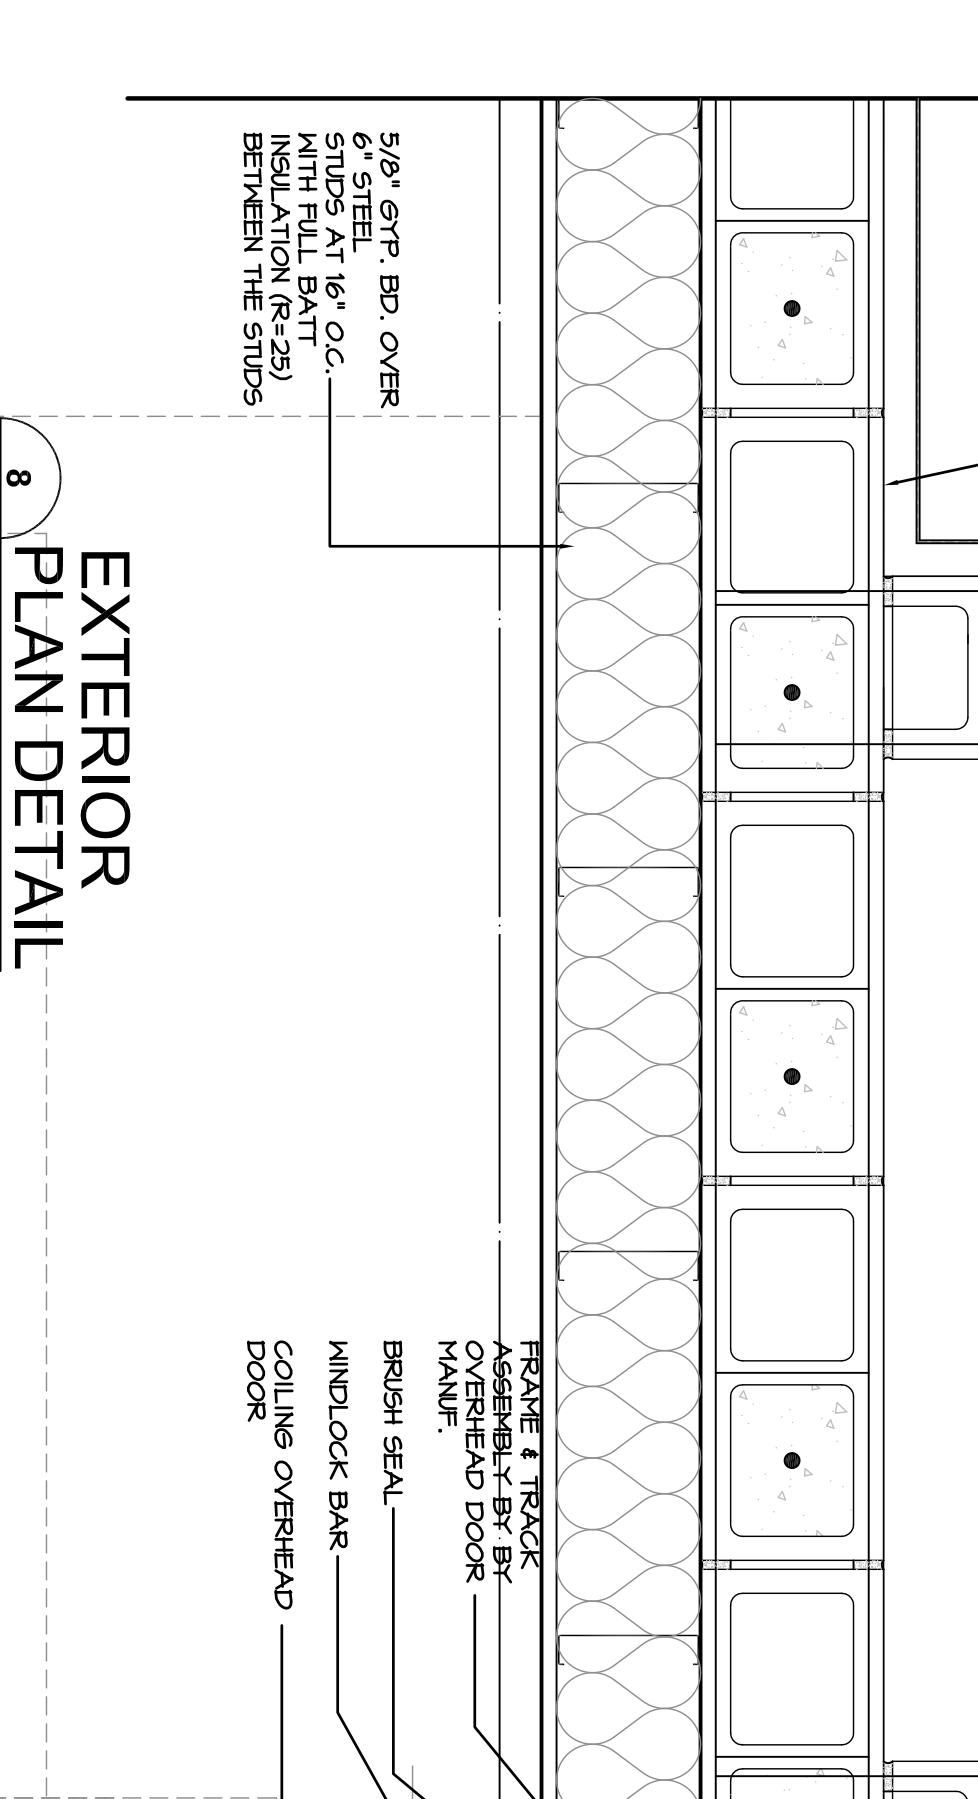 5/8" GYP. BD. OVER
6" STEEL
STUDS AT 16" O.C.
WITH FULL BATT
INSULATION (R=25)
BETWEEN THE STUDS
8
EXTERIOR
PLAN DETAIL
FRAME & TRACK
ASSEMBLY BY BY
OVERHEAD DOOR
MANUF.
BRUSH SEAL
WINDLOCK BAR
COILING OVERHEAD
DOOR